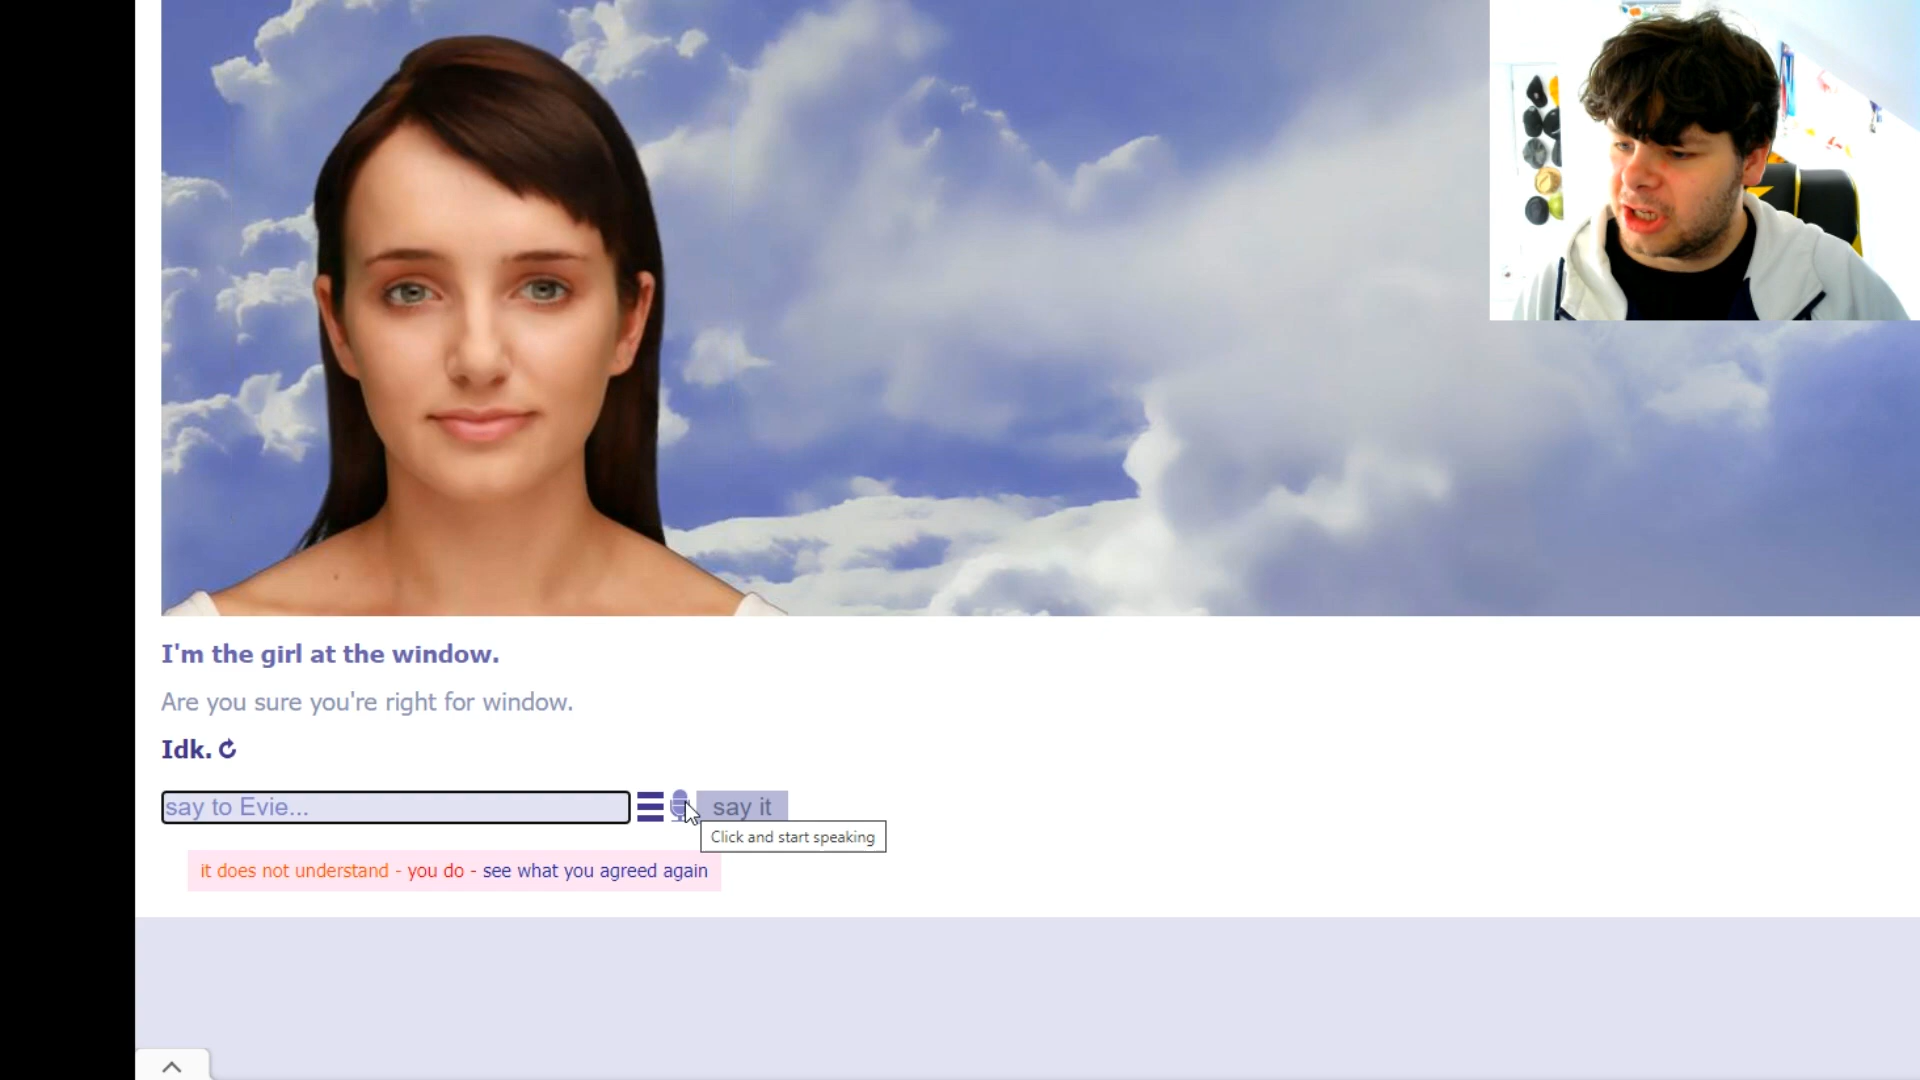 I'm the girl at the window.
Are you sure you're right for window.
Idk.
say to Evie...
say it
Click and start speaking
it does not understand - you do - see what you agreed again